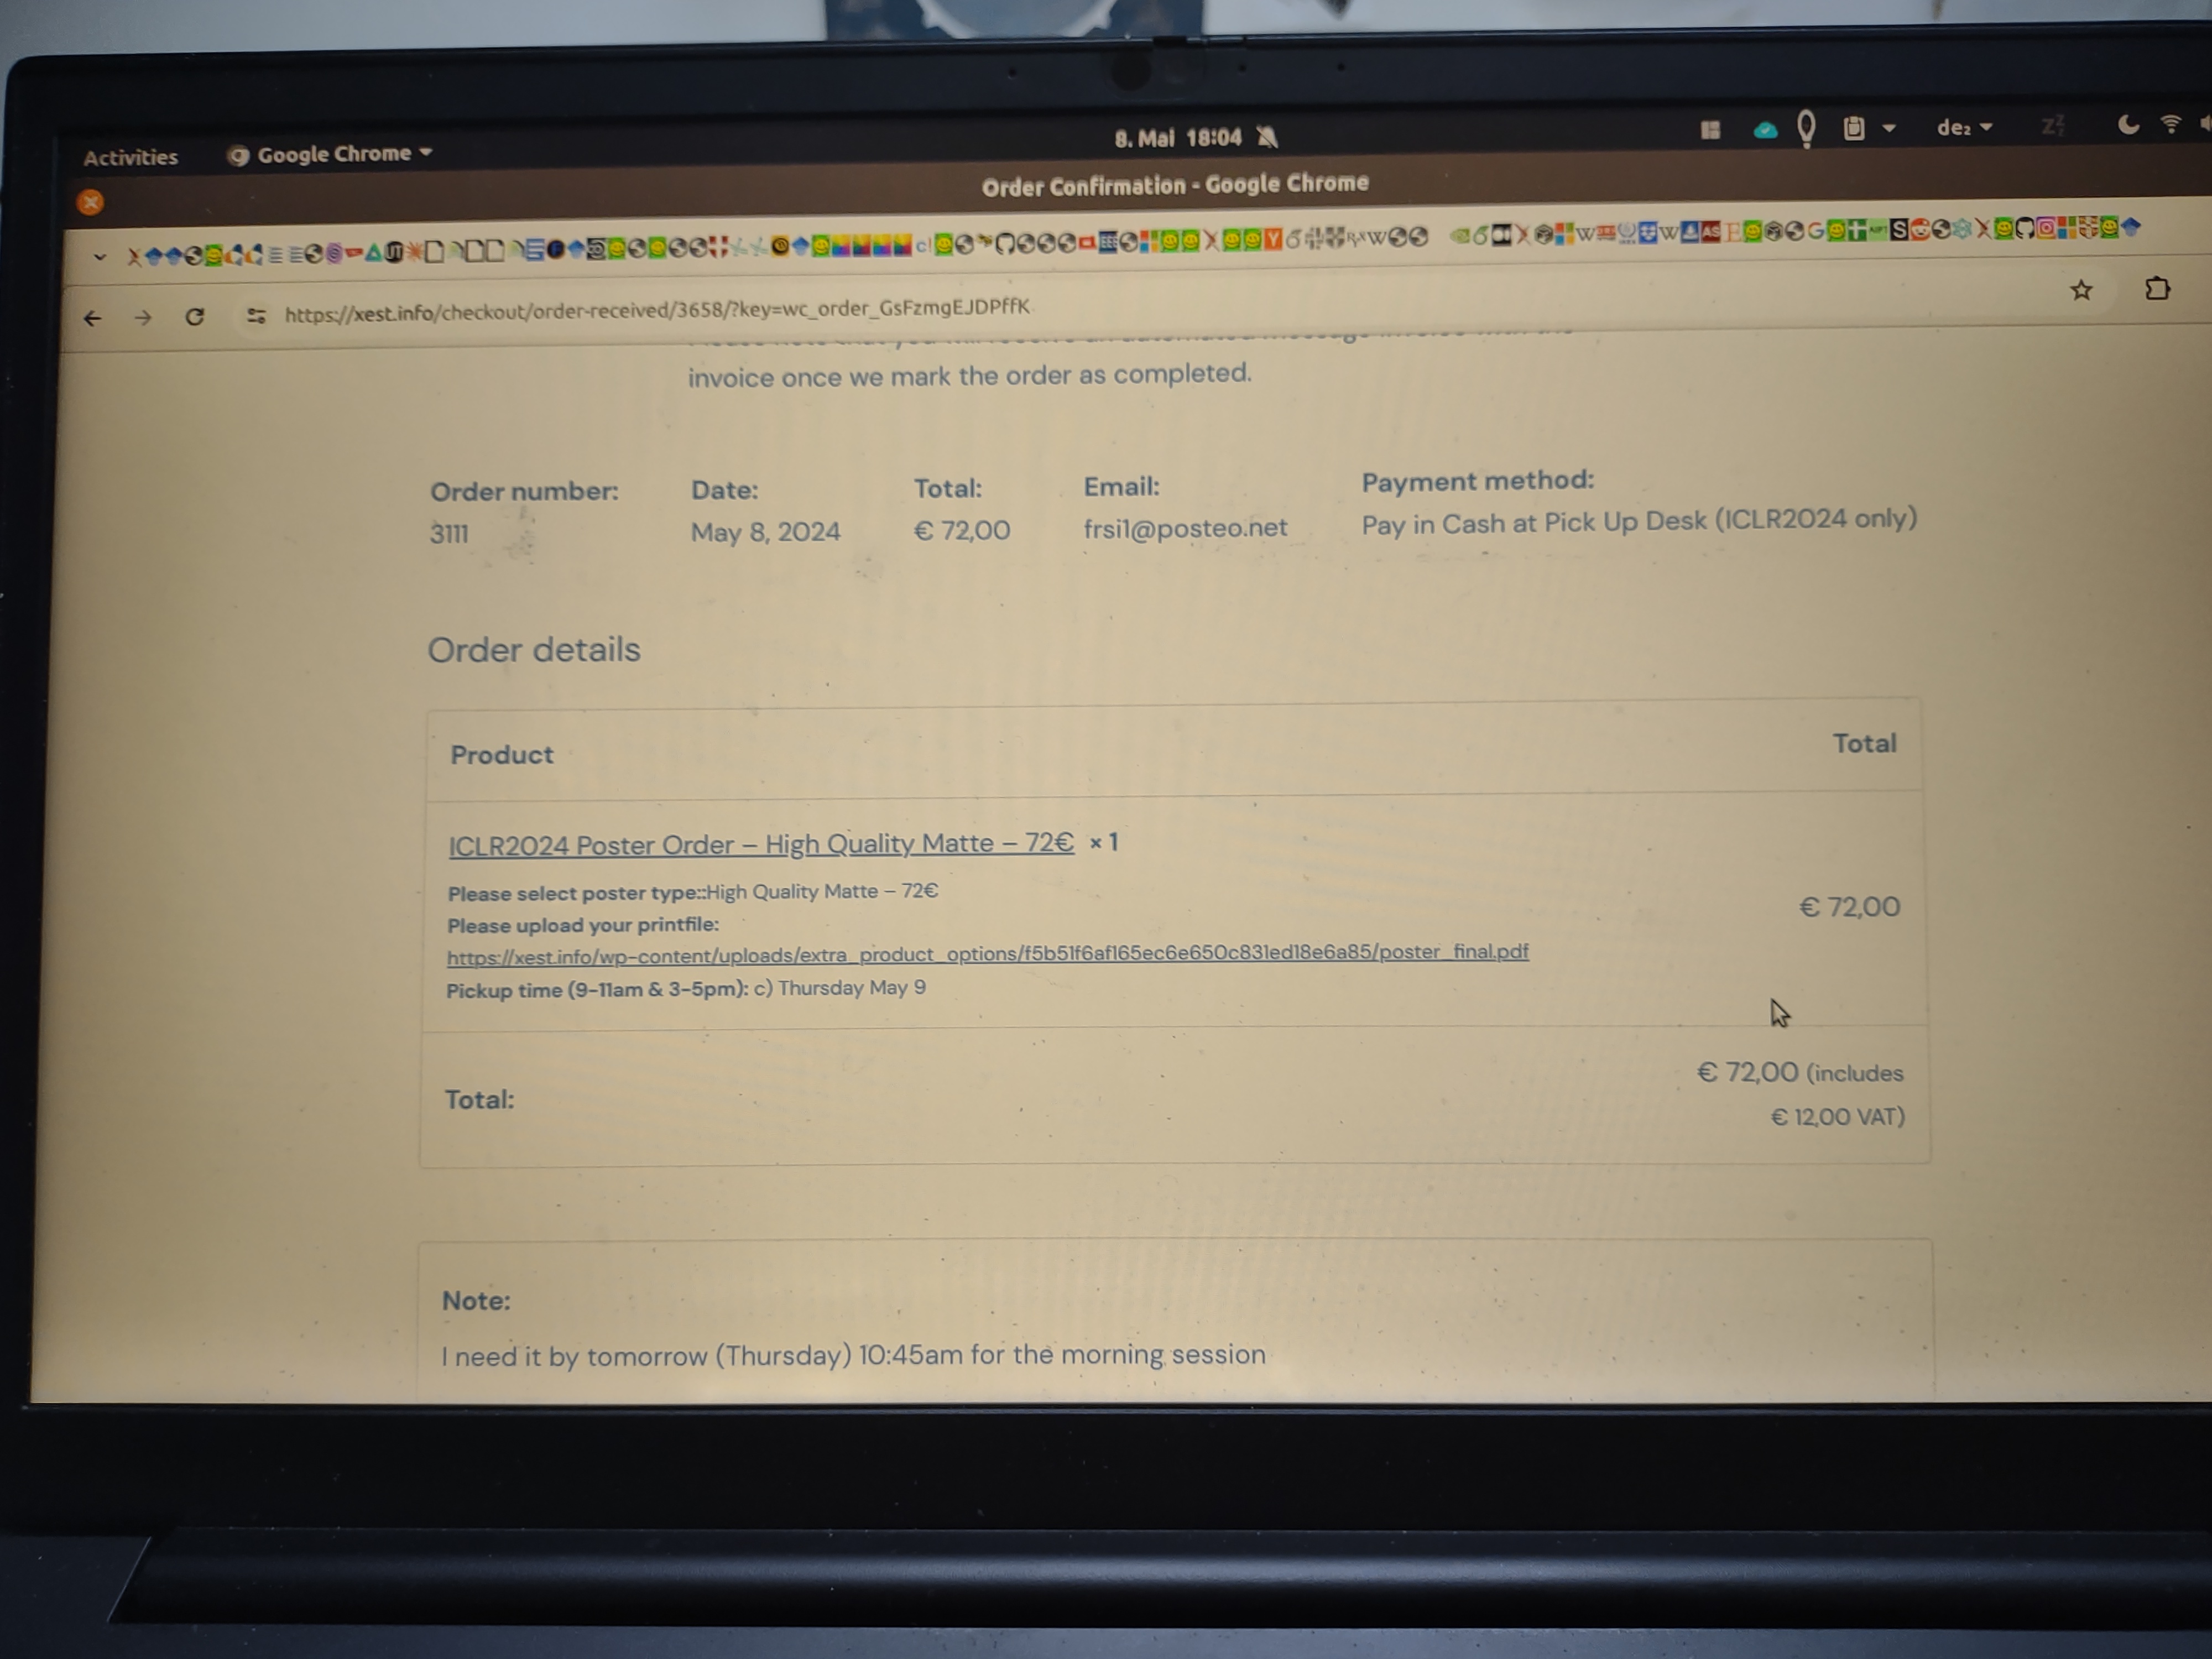 Activities
Google Chrome
8. Mai 18:04
de₂
Order Confirmation - Google Chrome
https://xest.info/checkout/order-received/3658/?key=wc_order_GsFzmgEJDPffK
invoice once we mark the order as completed.
Order number:
3111
Date:
May 8, 2024
Total:
€ 72,00
Email:
frsi1@posteo.net
Payment method:
Pay in Cash at Pick Up Desk (ICLR2024 only)
Order details
Product
Total
ICLR2024 Poster Order – High Quality Matte – 72€ × 1
Please select poster type::High Quality Matte – 72€
Please upload your printfile:
https://xest.info/wp-content/uploads/extra_product_options/f5b51f6af165ec6e650c831ed18e6a85/poster_final.pdf
Pickup time (9-11am & 3-5pm): c) Thursday May 9
€ 72,00
Total:
€ 72,00 (includes
€ 12,00 VAT)
Note:
I need it by tomorrow (Thursday) 10:45am for the morning session